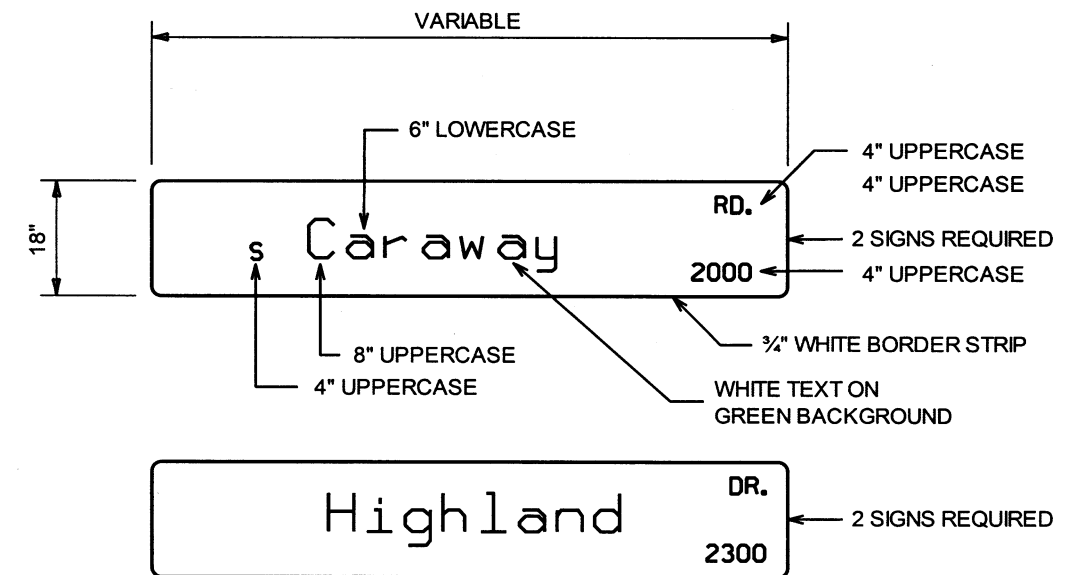 VARIABLE
6" LOWERCASE
4" UPPERCASE
4" UPPERCASE
18"
RD.
S Caraway
2 SIGNS REQUIRED
2000
4" UPPERCASE
¾" WHITE BORDER STRIP
8" UPPERCASE
4" UPPERCASE
WHITE TEXT ON
GREEN BACKGROUND
DR.
Highland
2 SIGNS REQUIRED
2300